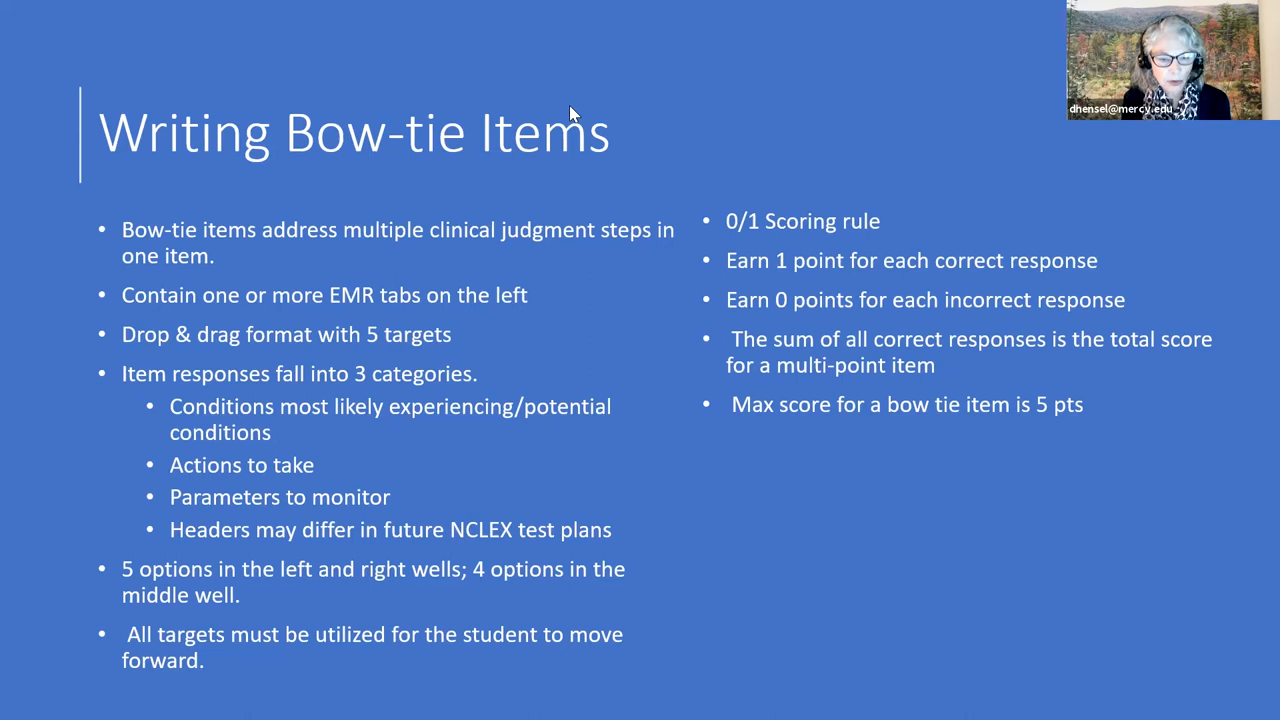 Writing Bow-tie Items
• Bow-tie items address multiple clinical judgment steps in
one item.
• Contain one or more EMR tabs on the left
• Drop & drag format with 5 targets
• Item responses fall into 3 categories.
• Conditions most likely experiencing/potential
conditions
• Actions to take
• Parameters to monitor
• Headers may differ in future NCLEX test plans
• 5 options in the left and right wells; 4 options in the
middle well.
• All targets must be utilized for the student to move
forward.
• 0/1 Scoring rule
• Earn 1 point for each correct response
• Earn 0 points for each incorrect response
• The sum of all correct responses is the total score
for a multi-point item
• Max score for a bow tie item is 5 pts
dhensel@mercy.edu